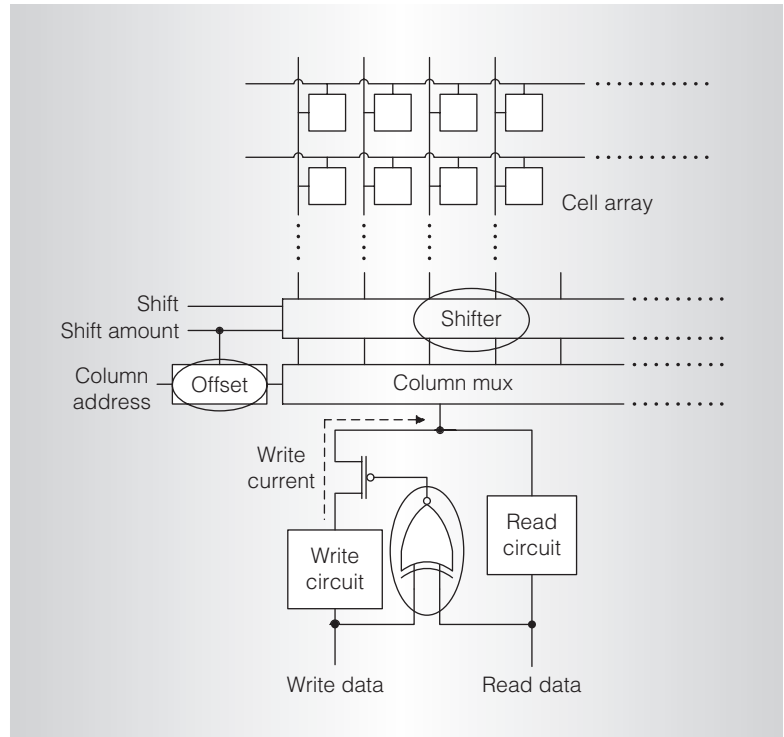 Cell array
Shift
Shift amount
Shifter
Column
address
Offset
Column mux
Write
current
Write
circuit
Read
circuit
Write data
Read data